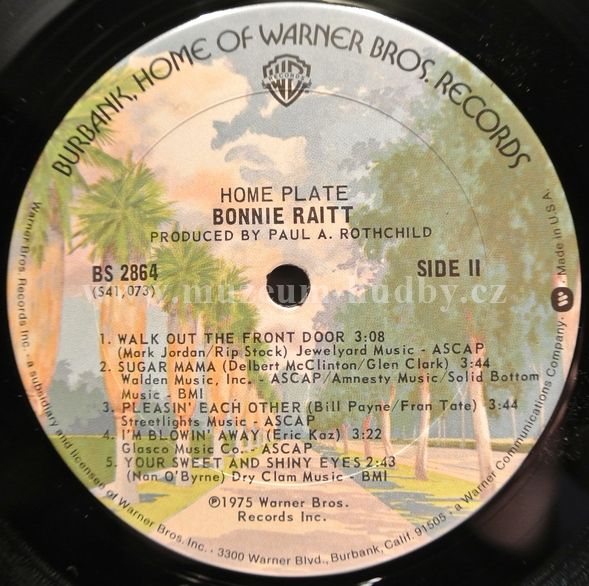 BURBANK, HOME OF WARNER BROS. RECORDS
RECORDS
HOME PLATE
BONNIE RAITT
PRODUCED BY PAUL A. ROTHCHILD
BS 2864
(S41,073)
SIDE II
www.muzeum-hudby.cz
1. WALK OUT THE FRONT DOOR 3:08
(Mark Jordan/Rip Stock) Jewelyard Music - ASCAP
2. SUGAR MAMA (Delbert McClinton/Glen Clark) 3:44
Walden Music, Inc. - ASCAP/Amnesty Music/Solid Bottom
Music - BMI
3. PLEASIN' EACH OTHER (Bill Payne/Fran Tate) 3:44
Streetlights Music - ASCAP
4. I'M BLOWIN' AWAY (Eric Kaz) 3:22
Glasco Music Co. - ASCAP
5. YOUR SWEET AND SHINY EYES 2:43
(Nan O'Byrne) Dry Clam Music - BMI
℗1975 Warner Bros.
Records Inc.
Warner Bros. Records Inc. · a subsidiary and licensee of Warner Bros. Inc. · 3300 Warner Blvd., Burbank, Calif. 91505 · a Warner Communications Company · Made in U.S.A.